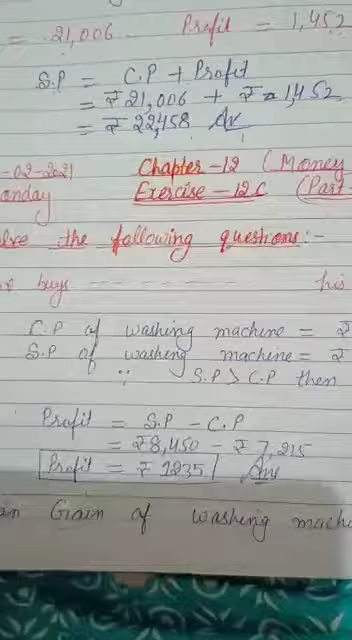 = 21,006 Profit = 1,452
S.P = C.P + Profit
= ₹21,006 + ₹1,452
= ₹22,458 Ar
-02-2021 Chapter-12 (Money
onday Exercise-12C (Part
lve the following questions:-
buys ---------- his
C.P of washing machine = ₹
S.P of washing machine = ₹
∵ S.P > C.P then
Profit = S.P - C.P
= ₹8,450 - ₹7,215
Profit = ₹1235/ Ans
Gain of washing mach